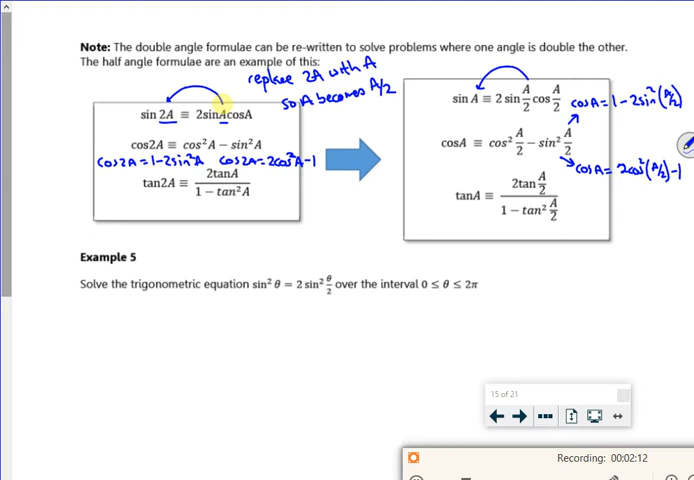 Note: The double angle formulae can be re-written to solve problems where one angle is double the other.
The half angle formulae are an example of this:
replace 2A with A
so A becomes A/2
sin 2A ≡ 2sinAcosA
cos2A ≡ cos²A − sin²A
cos2A = 1−2sin²A cos2A = 2cos²A−1
tan2A ≡ 2tanA / 1 − tan²A
sin A ≡ 2 sin A/2 cos A/2
cosA = 1−2sin²(A/2)
cosA ≡ cos² A/2 − sin² A/2
cosA = 2cos²(A/2)−1
tanA ≡ 2tan A/2 / 1 − tan² A/2
Example 5
Solve the trigonometric equation sin² θ = 2 sin² θ/2 over the interval 0 ≤ θ ≤ 2π
15 of 21
Recording: 00:02:12